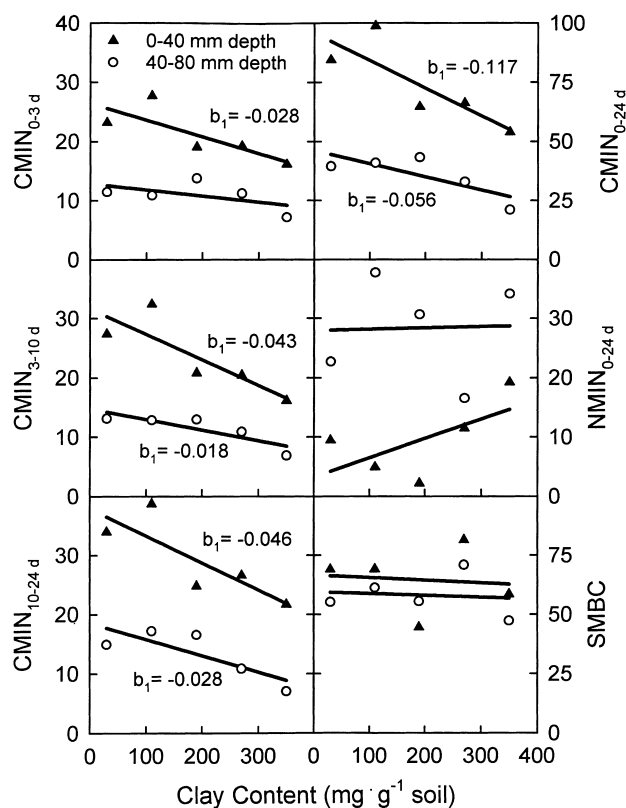 40
30
20
10
0
CMIN0-3 d
▲ 0-40 mm depth
○ 40-80 mm depth
b1= -0.028
100
75
50
25
0
CMIN0-24 d
b1= -0.117
b1= -0.056
30
20
10
0
CMIN3-10 d
b1= -0.043
b1= -0.018
30
20
10
0
NMIN0-24 d
30
20
10
0
CMIN10-24 d
b1= -0.046
b1= -0.028
75
50
25
0
SMBC
0 100 200 300 0 100 200 300 400
Clay Content (mg·g-1 soil)